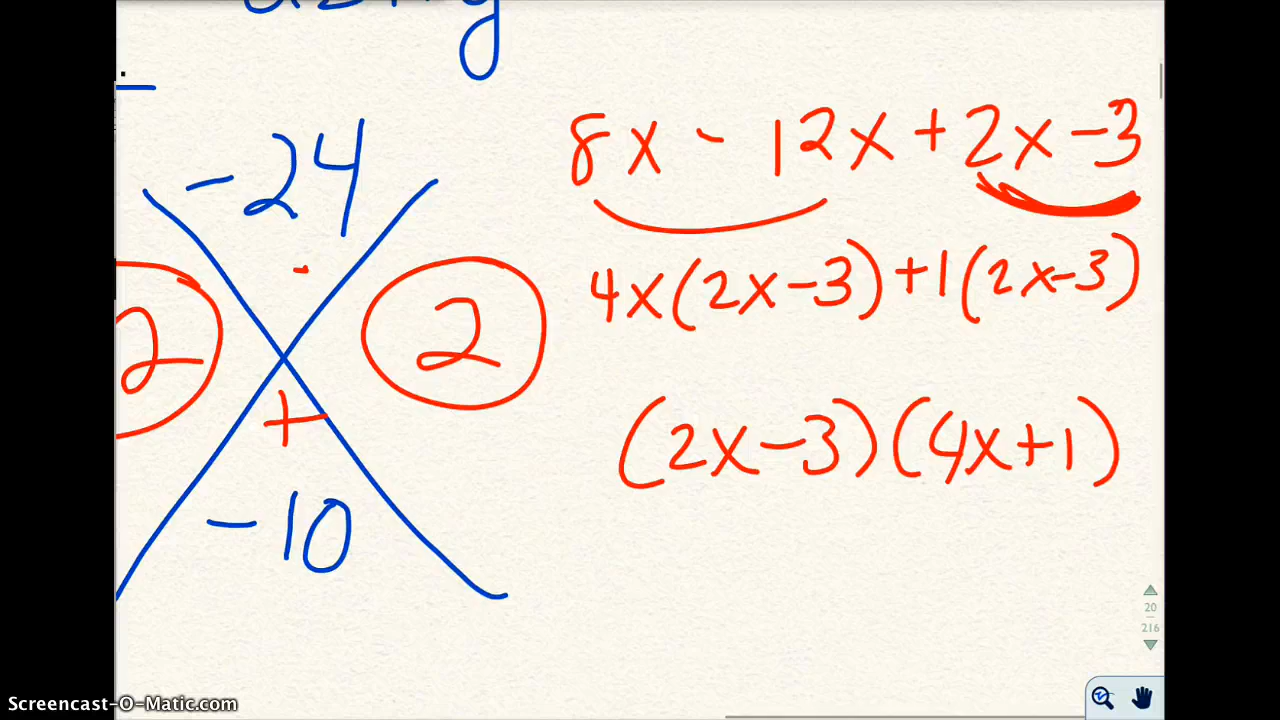 8x - 12x + 2x - 3
-24
4x(2x-3) + 1(2x-3)
2
2
+
(2x-3)(4x+1)
-10
20
216
Screencast-O-Matic.com